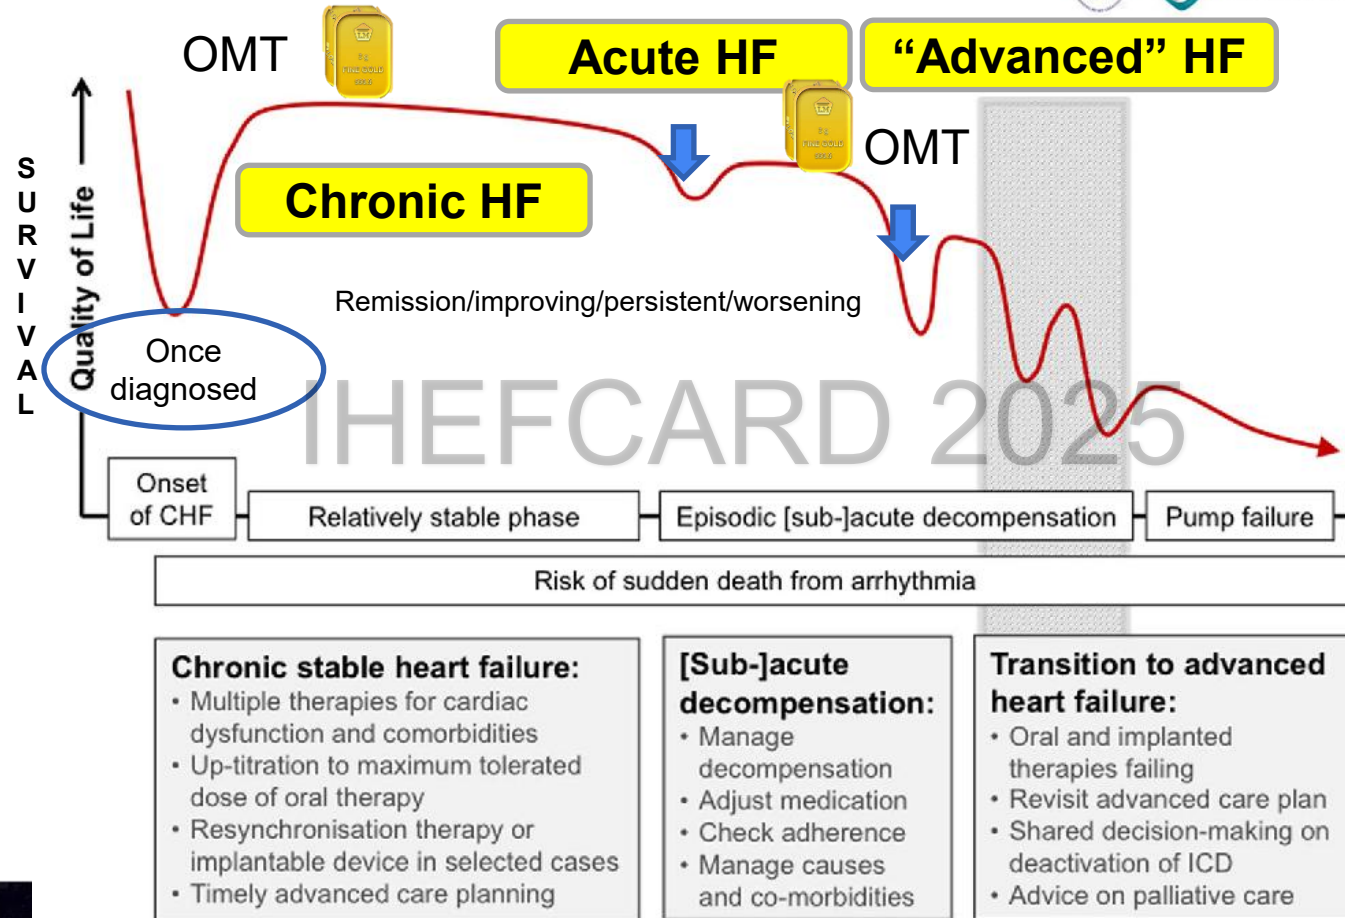 OMT
Acute HF
“Advanced” HF
OMT
SURVIVAL
Quality of Life
Chronic HF
Remission/improving/persistent/worsening
Once
diagnosed
IHEFCARD 2025
Onset
of CHF
Relatively stable phase
Episodic [sub-]acute decompensation
Pump failure
Risk of sudden death from arrhythmia
Chronic stable heart failure:
• Multiple therapies for cardiac
dysfunction and comorbidities
• Up-titration to maximum tolerated
dose of oral therapy
• Resynchronisation therapy or
implantable device in selected cases
• Timely advanced care planning
[Sub-]acute
decompensation:
• Manage
decompensation
• Adjust medication
• Check adherence
• Manage causes
and co-morbidities
Transition to advanced
heart failure:
• Oral and implanted
therapies failing
• Revisit advanced care plan
• Shared decision-making on
deactivation of ICD
• Advice on palliative care